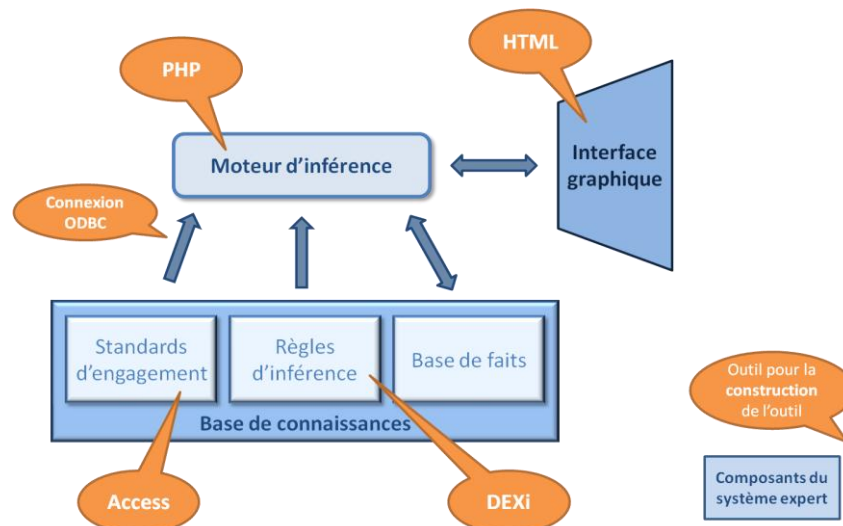 HTML
PHP
Moteur d'inférence
Interface
graphique
Connexion
ODBC
Standards
d'engagement
Règles
d'inférence
Base de faits
Base de connaissances
Access
DEXi
Outil pour la
construction
de l'outil
Composants du
système expert